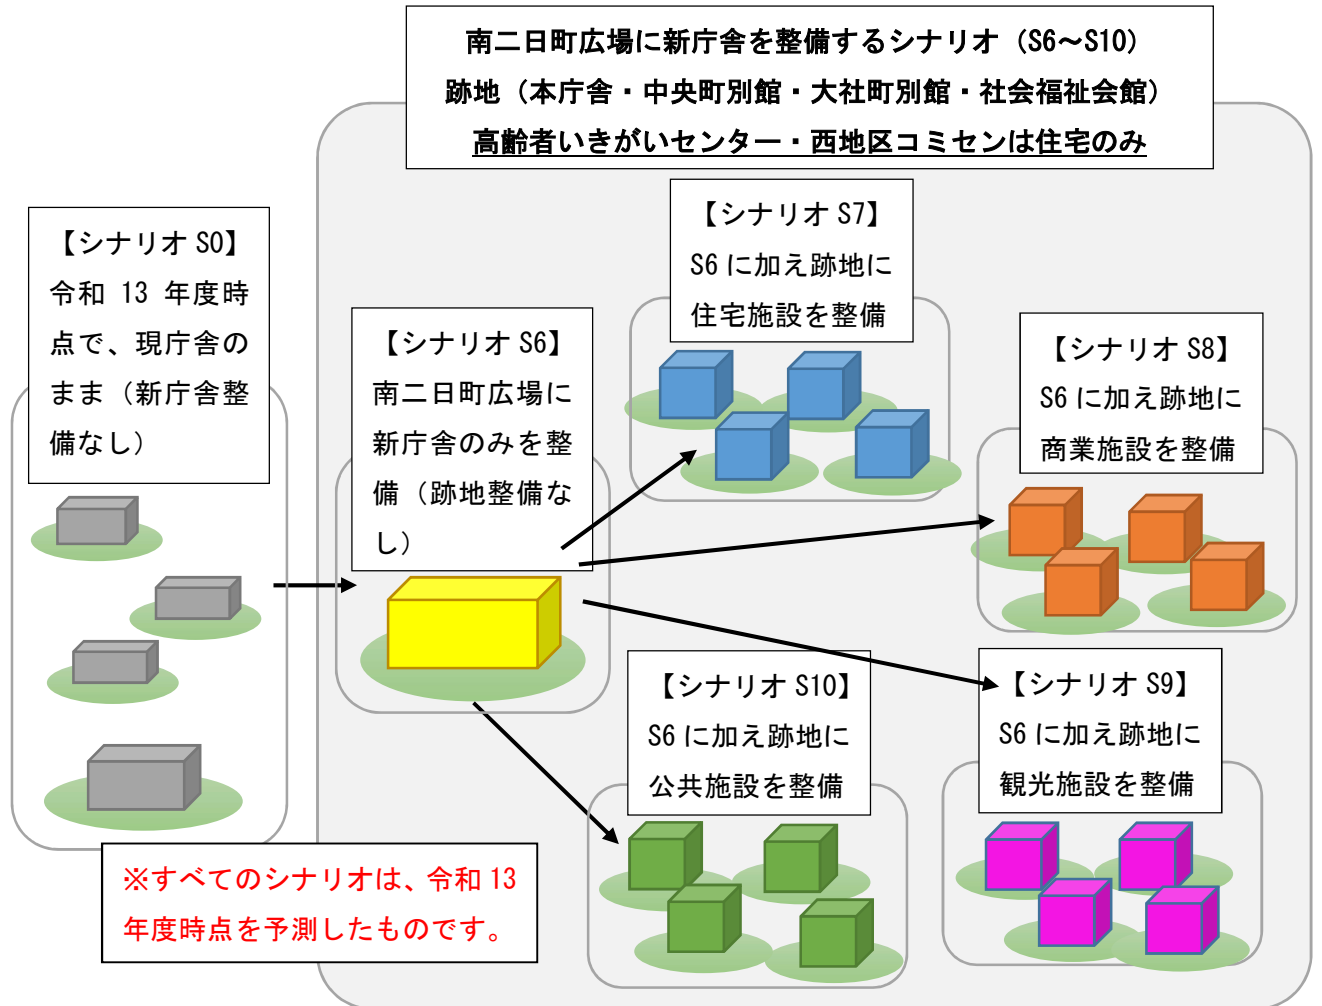 南二日町広場に新庁舎を整備するシナリオ（S6～S10）
跡地（本庁舎・中央町別館・大社町別館・社会福祉会館）
高齢者いきがいセンター・西地区コミセンは住宅のみ
【シナリオ S0】
令和 13 年度時
点で、現庁舎の
まま（新庁舎整
備なし）
【シナリオ S6】
南二日町広場に
新庁舎のみを整
備（跡地整備な
し）
【シナリオ S7】
S6 に加え跡地に
住宅施設を整備
【シナリオ S8】
S6 に加え跡地に
商業施設を整備
【シナリオ S10】
S6 に加え跡地に
公共施設を整備
【シナリオ S9】
S6 に加え跡地に
観光施設を整備
※すべてのシナリオは、令和 13
年度時点を予測したものです。